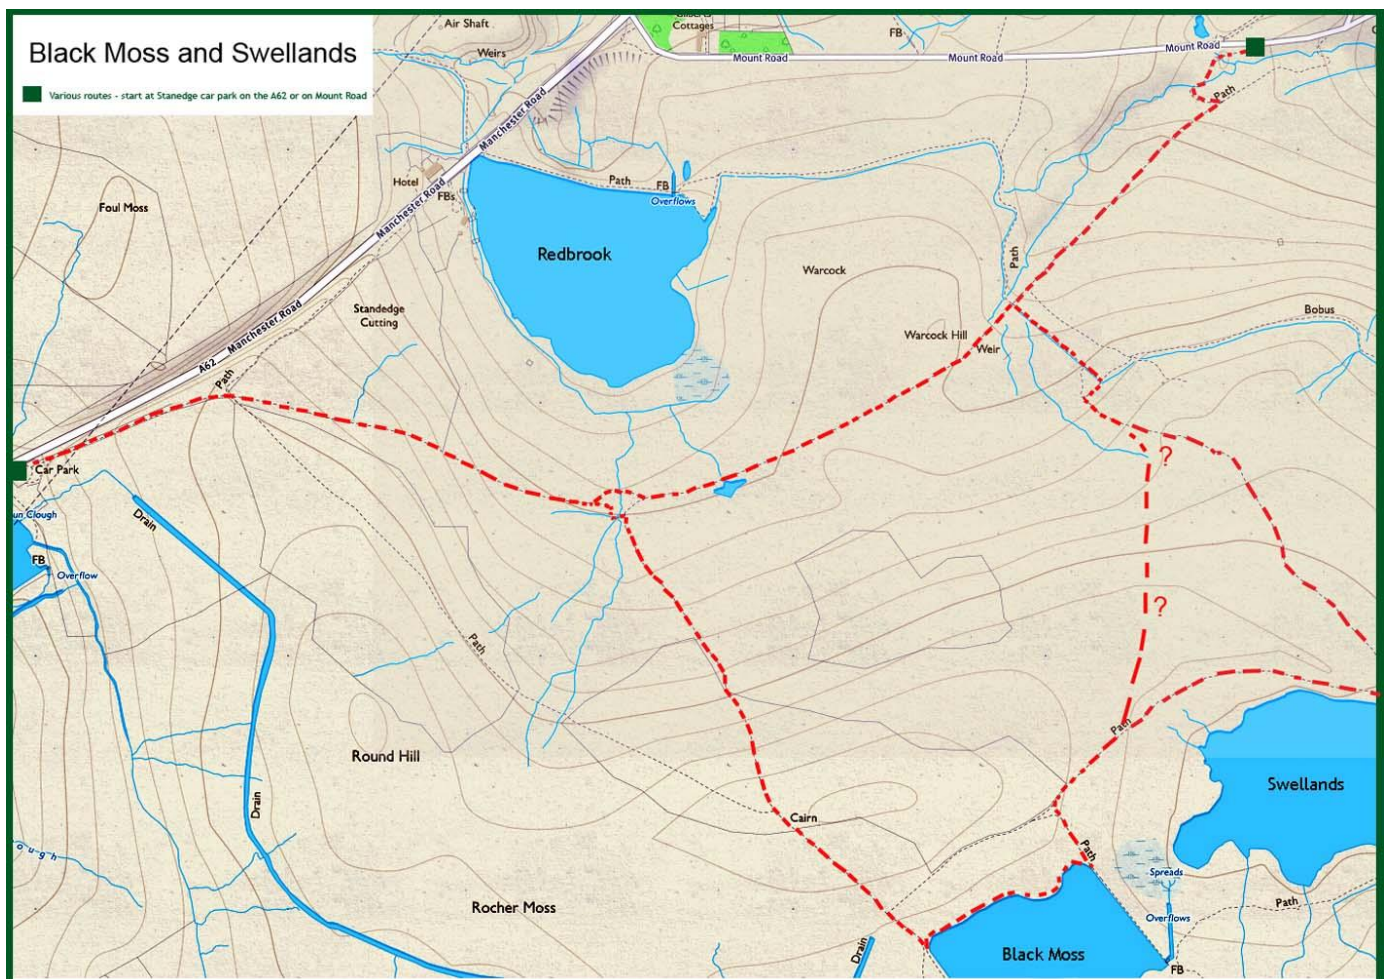 Black Moss and Swellands
Various routes - start at Stanedge car park on the A62 or on Mount Road
Air Shaft
Weirs
Cottages
FB
Mount Road
Mount Road
Mount Road
Path
Manchester Road
Hotel
FBs
Manchester Road
Path
FB
Overflows
Foul Moss
Redbrook
Warcock
Path
Standedge
Cutting
Bobus
Warcock Hill
Weir
A62
Manchester Road
Path
?
Car Park
Drain
un Clough
FB
Overflow
?
Path
Path
Round Hill
Swellands
Drain
Cairn
Path
ough
Spreads
Rocher Moss
Path
Overflows
Drain
Black Moss
FB